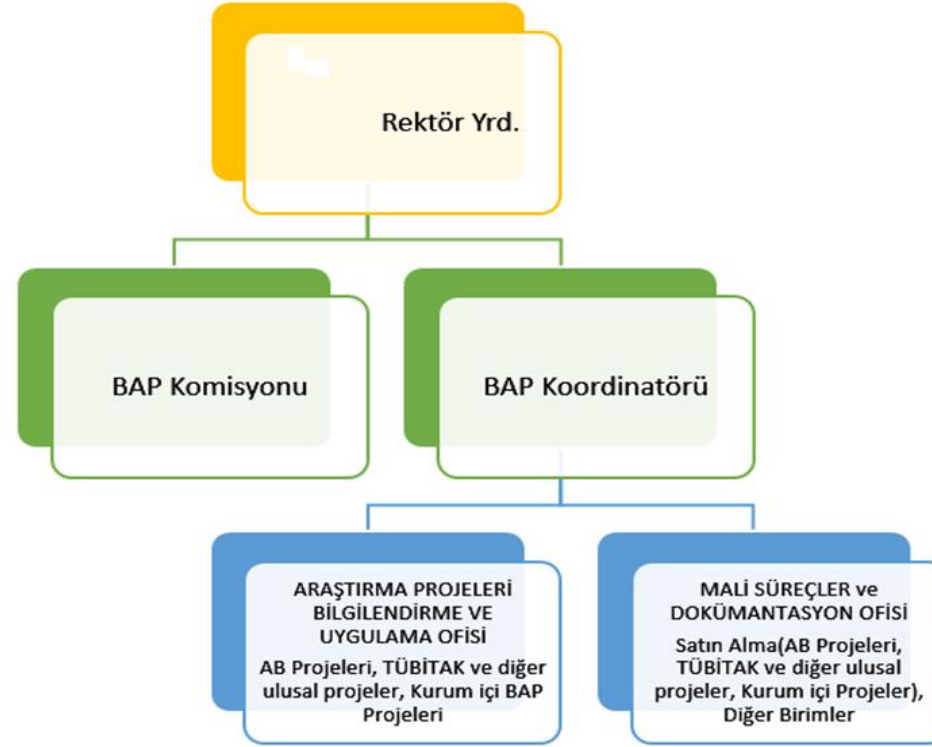 Rektör Yrd.
BAP Komisyonu
BAP Koordinatörü
ARAŞTIRMA PROJELERİ
BİLGİLENDİRME VE
UYGULAMA OFİSİ
AB Projeleri, TÜBİTAK ve diğer
ulusal projeler, Kurum içi BAP
Projeleri
MALİ SÜREÇLER ve
DOKÜMANTASYON OFİSİ
Satın Alma(AB Projeleri,
TÜBİTAK ve diğer ulusal
projeler, Kurum içi Projeler),
Diğer Birimler